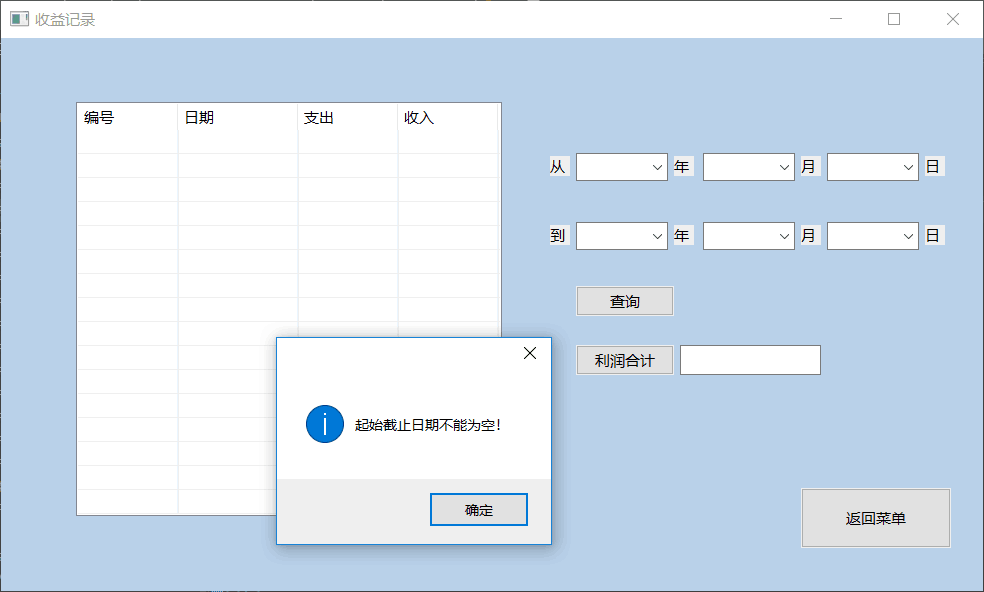 收益记录
编号 日期 支出 收入
从 年 月 日
到 年 月 日
查询
利润合计
起始截止日期不能为空！
确定
返回菜单